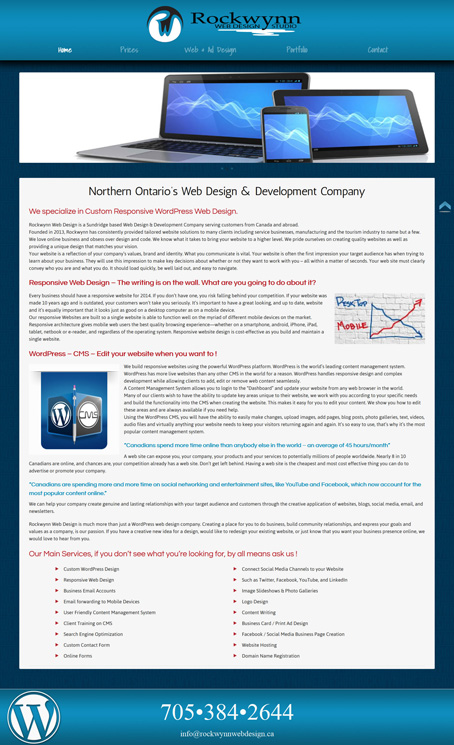 Rockwynn
WEB DESIGN STUDIO
Home
Prices
Web + Ad Design
Portfolio
Contact
Northern Ontario's Web Design & Development Company
We specialize in Custom Responsive WordPress Web Design.
Rockwynn Web Design is a Sundridge based Web Design & Development Company serving customers from Canada and abroad.
Founded in 2013, Rockwynn has consistently provided tailored website solutions to many clients including service businesses, manufacturing and the tourism industry to name but a few.
We love online business and obsess over design and code. We know what it takes to bring your website to a higher level. We pride ourselves on creating quality websites as well as
providing a unique design that matches your vision.
Your website is a reflection of your company's values, brand and identity. What you communicate is vital. Your website is often the first impression your target audience has when trying to
learn about your business. They will use this impression to make key decisions about whether or not they want to work with you – all within a matter of seconds. Your web site must clearly
convey who you are and what you do. It should load quickly, be well laid out, and easy to navigate.
Responsive Web Design – The writing is on the wall. What are you going to do about it?
Every business should have a responsive website for 2014. If you don't have one, you risk falling behind your competition. If your website was
made 10 years ago and is outdated, your customers won't take you seriously. It's important to have a great looking, and up to date, website
and it's equally important that it looks just as good on a desktop computer as on a mobile device.
Our responsive Websites are built so a single website is able to function well on the myriad of different mobile devices on the market.
Responsive architecture gives mobile web users the best quality browsing experience—whether on a smartphone, android, iPhone, iPad,
tablet, netbook or e-reader, and regardless of the operating system. Responsive website design is cost-effective as you build and maintain a
single website.
DESKTOP
MOBILE
WordPress – CMS – Edit your website when you want to !
We build responsive websites using the powerful WordPress platform. WordPress is the world's leading content management system.
WordPress has more live websites than any other CMS in the world for a reason. WordPress handles responsive design and complex
development while allowing clients to add, edit or remove web content seamlessly.
A Content Management System allows you to login to the "Dashboard" and update your website from any web browser in the world.
Many of our clients wish to have the ability to update key areas unique to their website, we work with you according to your specific needs
and build the functionality into the CMS when creating the website. This makes it easy for you to edit your content. We show you how to edit
these areas and are always available if you need help.
Using the WordPress CMS, you will have the ability to easily make changes, upload images, add pages, blog posts, photo galleries, text, videos,
audio files and virtually anything your website needs to keep your visitors returning again and again. It's so easy to use, that's why it's the most
popular content management system.
CMS
"Canadians spend more time online than anybody else in the world – an average of 45 hours/month"
A web site can expose you, your company, your products and your services to potentially millions of people worldwide. Nearly 8 in 10
Canadians are online, and chances are, your competition already has a web site. Don't get left behind. Having a web site is the cheapest and most cost effective thing you can do to
advertise or promote your company.
"Canadians are spending more and more time on social networking and entertainment sites, like YouTube and Facebook, which now account for the
most popular content online."
We can help your company create genuine and lasting relationships with your target audience and customers through the creative application of websites, blogs, social media, email, and
newsletters.
Rockwynn Web Design is much more than just a WordPress web design company. Creating a place for you to do business, build community relationships, and express your goals and
values as a company, is our passion. If you have a creative new idea for a design, would like to redesign your existing website, or just know that you want your business presence online, we
would love to hear from you.
Our Main Services, if you don't see what you're looking for, by all means ask us !
Custom WordPress Design
Responsive Web Design
Business Email Accounts
Email forwarding to Mobile Devices
User Friendly Content Management System
Client Training on CMS
Search Engine Optimization
Custom Contact Form
Online Forms
Connect Social Media Channels to your Website
Such as Twitter, Facebook, YouTube, and LinkedIn
Image Slideshows & Photo Galleries
Logo Design
Content Writing
Business Card / Print Ad Design
Facebook / Social Media Business Page Creation
Website Hosting
Domain Name Registration
705•384•2644
info@rockwynnwebdesign.ca